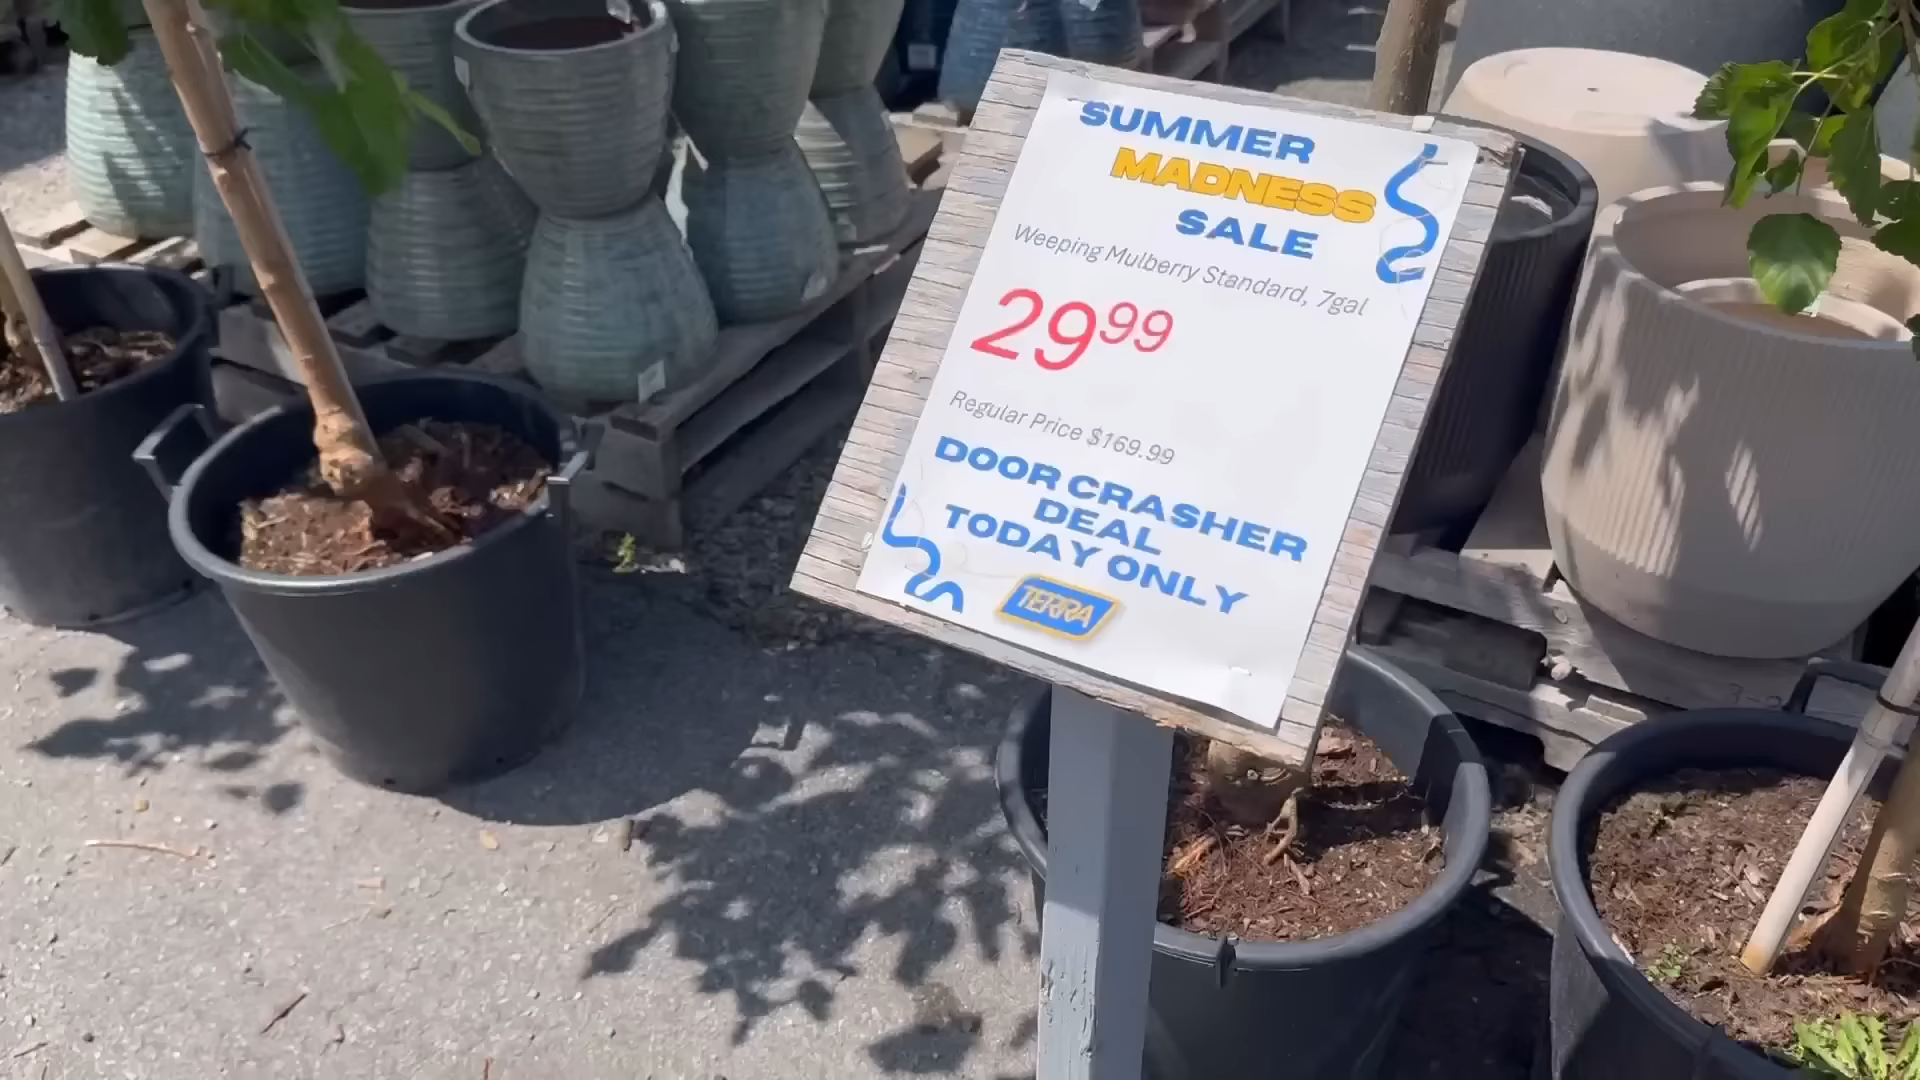 SUMMER
MADNESS
SALE
Weeping Mulberry Standard, 7gal
29 99
Regular Price $169.99
DOOR CRASHER
DEAL
TODAY ONLY
TERRA